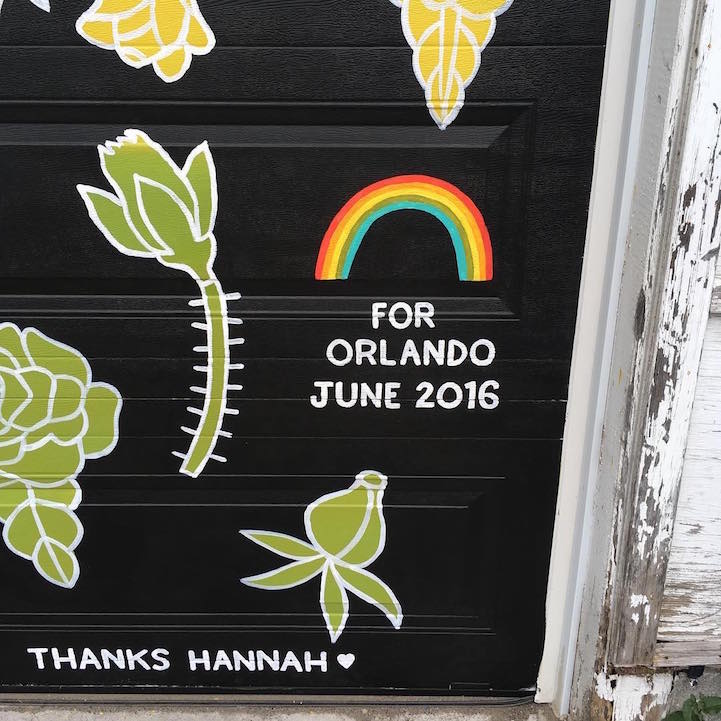 FOR
ORLANDO
JUNE 2016
THANKS HANNAH ♥